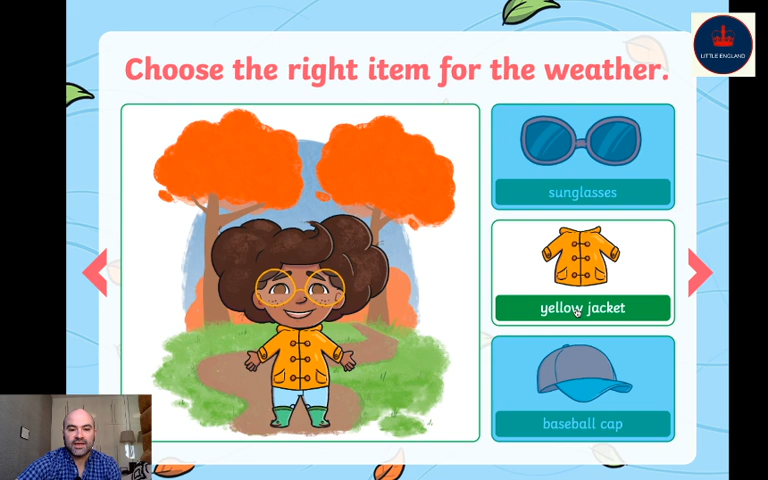 Choose the right item for the weather.
LITTLE ENGLAND
sunglasses
yellow jacket
baseball cap